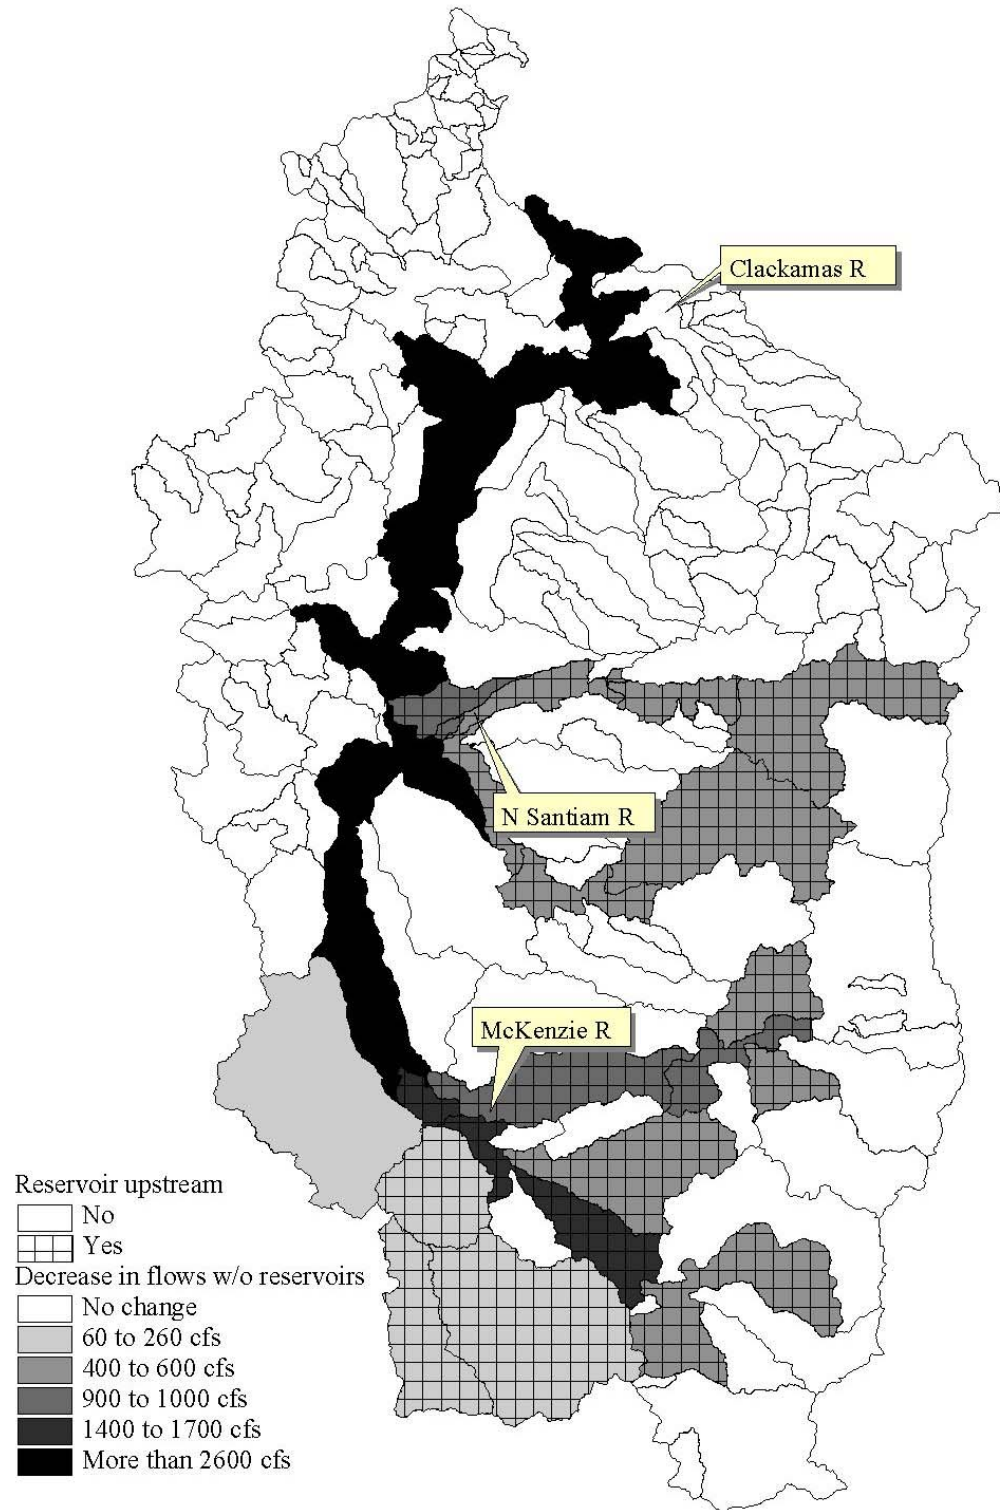 Clackamas R
N Santiam R
McKenzie R
Reservoir upstream
No
Yes
Decrease in flows w/o reservoirs
No change
60 to 260 cfs
400 to 600 cfs
900 to 1000 cfs
1400 to 1700 cfs
More than 2600 cfs